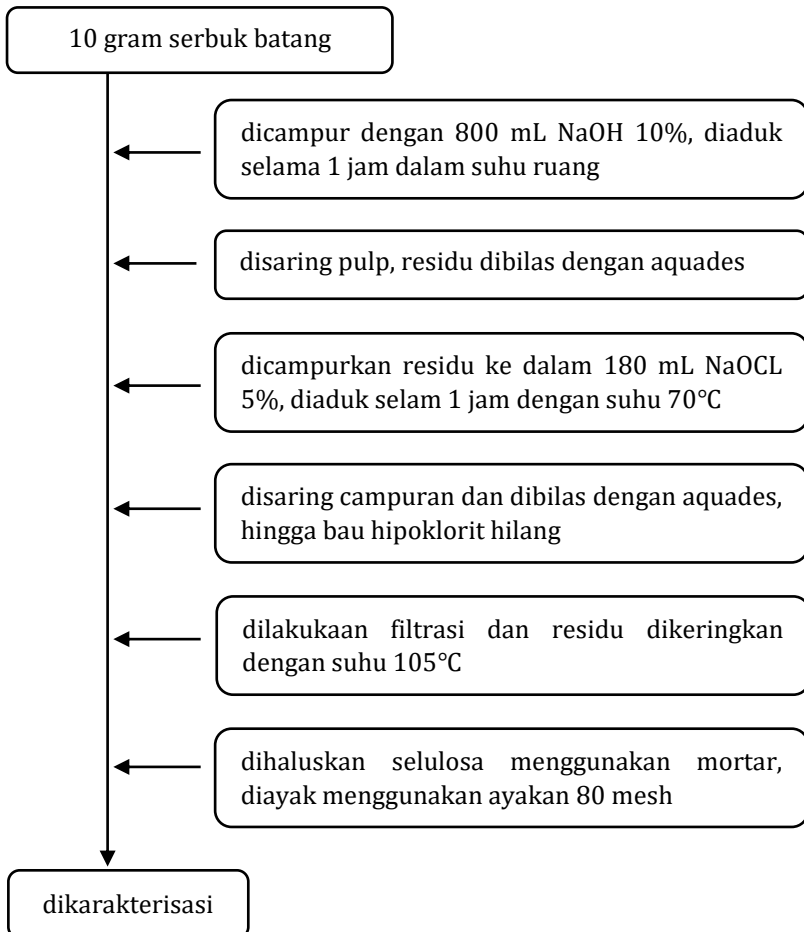 10 gram serbuk batang
dicampur dengan 800 mL NaOH 10%, diaduk
selama 1 jam dalam suhu ruang
disaring pulp, residu dibilas dengan aquades
dicampurkan residu ke dalam 180 mL NaOCL
5%, diaduk selam 1 jam dengan suhu 70°C
disaring campuran dan dibilas dengan aquades,
hingga bau hipoklorit hilang
dilakukaan filtrasi dan residu dikeringkan
dengan suhu 105°C
dihaluskan selulosa menggunakan mortar,
diayak menggunakan ayakan 80 mesh
dikarakterisasi